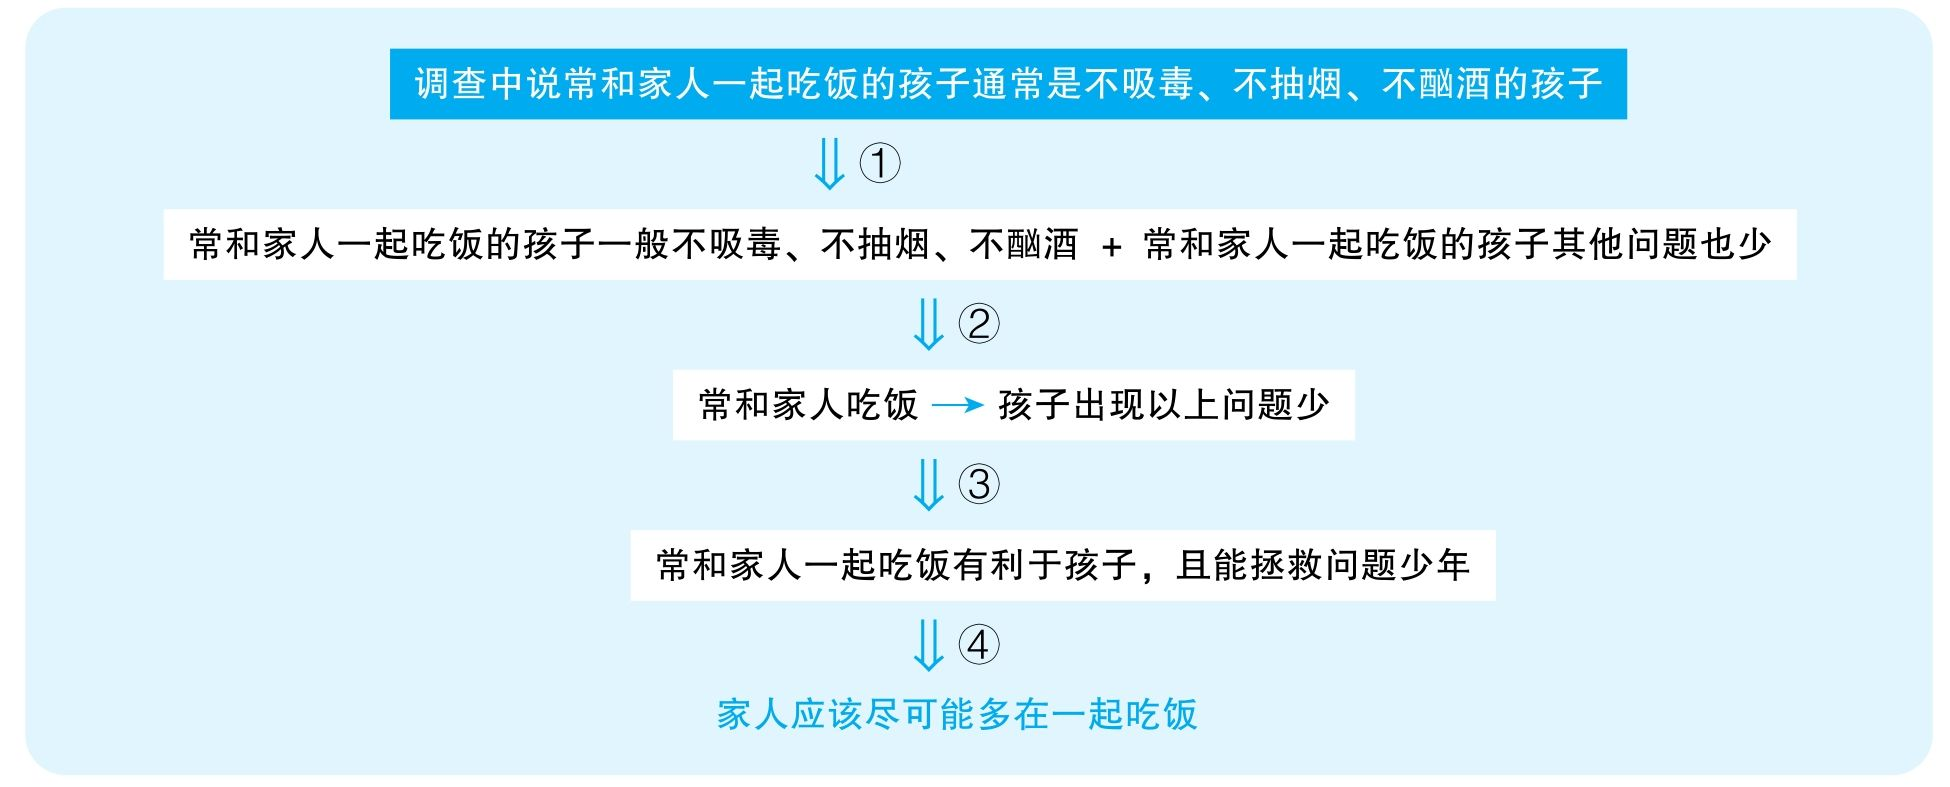 调查中说常和家人一起吃饭的孩子通常是不吸毒、不抽烟、不酗酒的孩子
①
常和家人一起吃饭的孩子一般不吸毒、不抽烟、不酗酒 + 常和家人一起吃饭的孩子其他问题也少
②
常和家人吃饭 → 孩子出现以上问题少
③
常和家人一起吃饭有利于孩子，且能拯救问题少年
④
家人应该尽可能多在一起吃饭